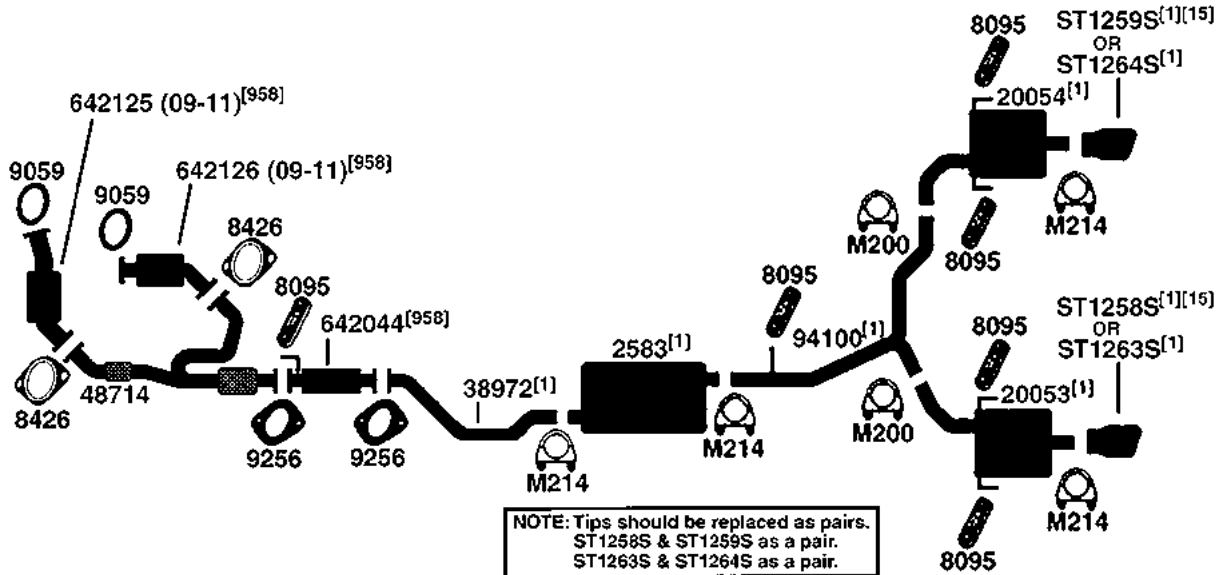 8095
ST1259S[1][15]
OR
ST1264S[1]
20054[1]
642125 (09-11)[958]
9059
642126 (09-11)[958]
9059
8426
M214
M200
8095
8095
8095
642044[958]
ST1258S[1][15]
OR
ST1263S[1]
8095
2583[1]
94100[1]
48714
38972[1]
20053[1]
8426
M200
M214
9256
9256
M214
M214
8095
NOTE: Tips should be replaced as pairs.
ST1258S & ST1259S as a pair.
ST1263S & ST1264S as a pair.